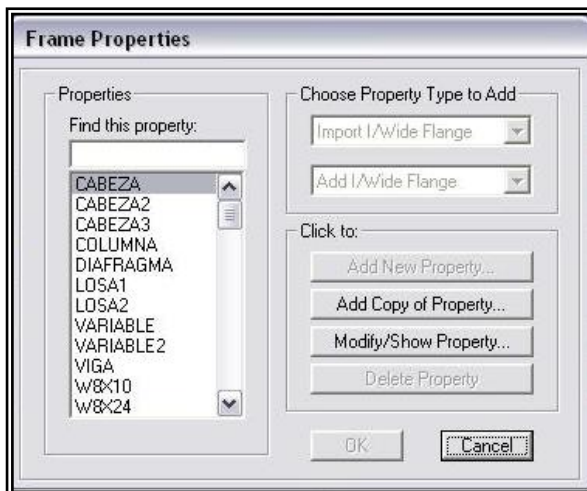 Frame Properties
Properties
Find this property:
CABEZA
CABEZA2
CABEZA3
COLUMNA
DIAFRAGMA
LOSA1
LOSA2
VARIABLE
VARIABLE2
VIGA
W8X10
W8X24
Choose Property Type to Add
Import I/Wide Flange
Add I/Wide Flange
Click to:
Add New Property...
Add Copy of Property...
Modify/Show Property...
Delete Property
OK
Cancel